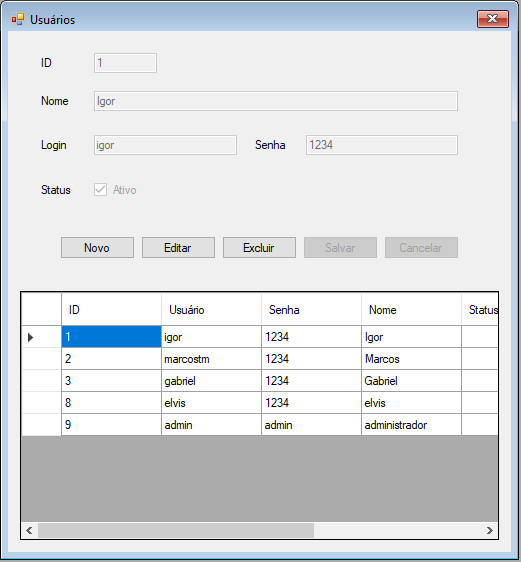 Usuários
ID 1
Nome Igor
Login igor Senha 1234
Status Ativo
Novo Editar Excluir Salvar Cancelar
ID Usuário Senha Nome Status
1 igor 1234 Igor
2 marcostm 1234 Marcos
3 gabriel 1234 Gabriel
8 elvis 1234 elvis
9 admin admin administrador